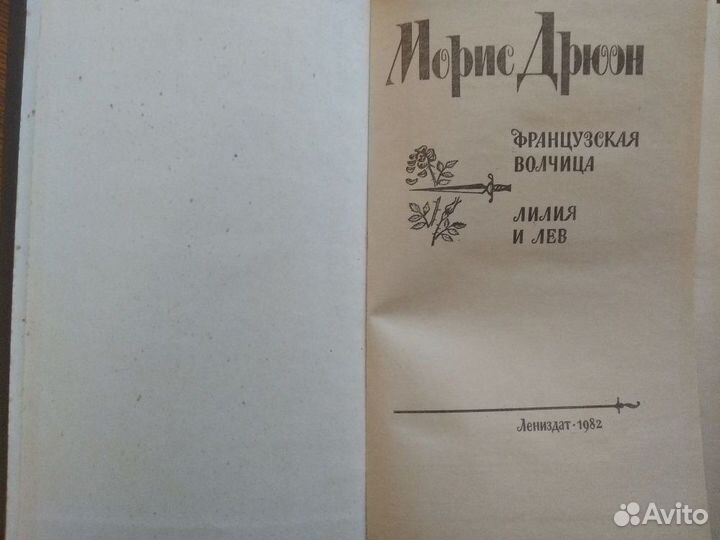 Морис Дрюон
ФРАНЦУЗСКАЯ
ВОЛЧИЦА
ЛИЛИЯ
И ЛЕВ
Лениздат · 1982
Avito